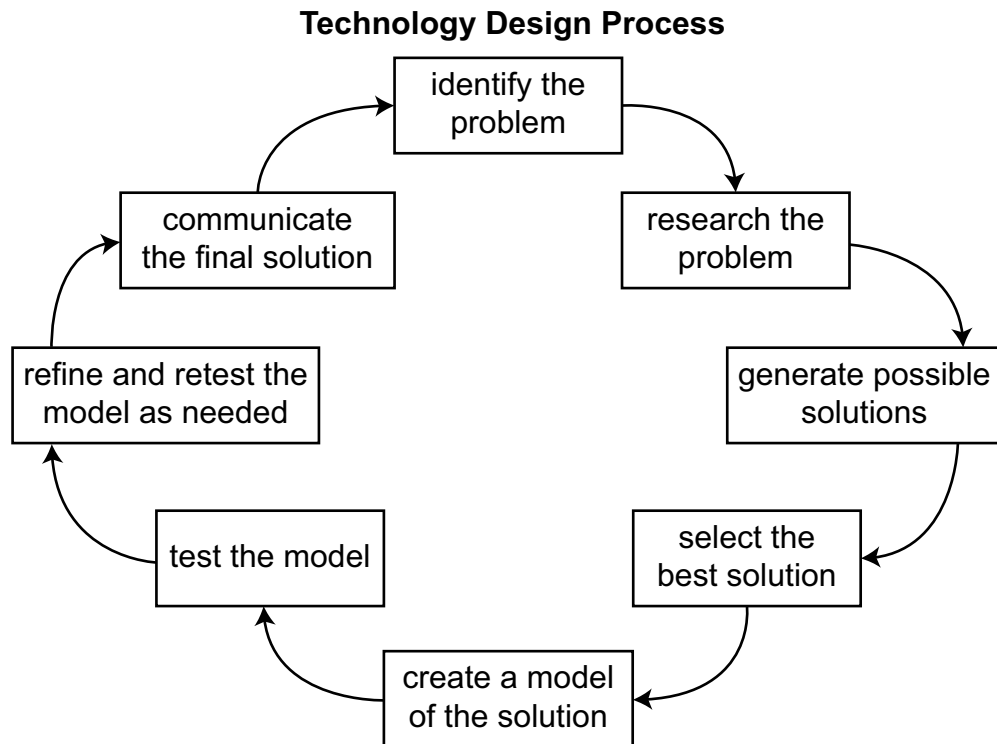 Technology Design Process
identify the
problem
research the
problem
generate possible
solutions
select the
best solution
create a model
of the solution
test the model
refine and retest the
model as needed
communicate
the final solution